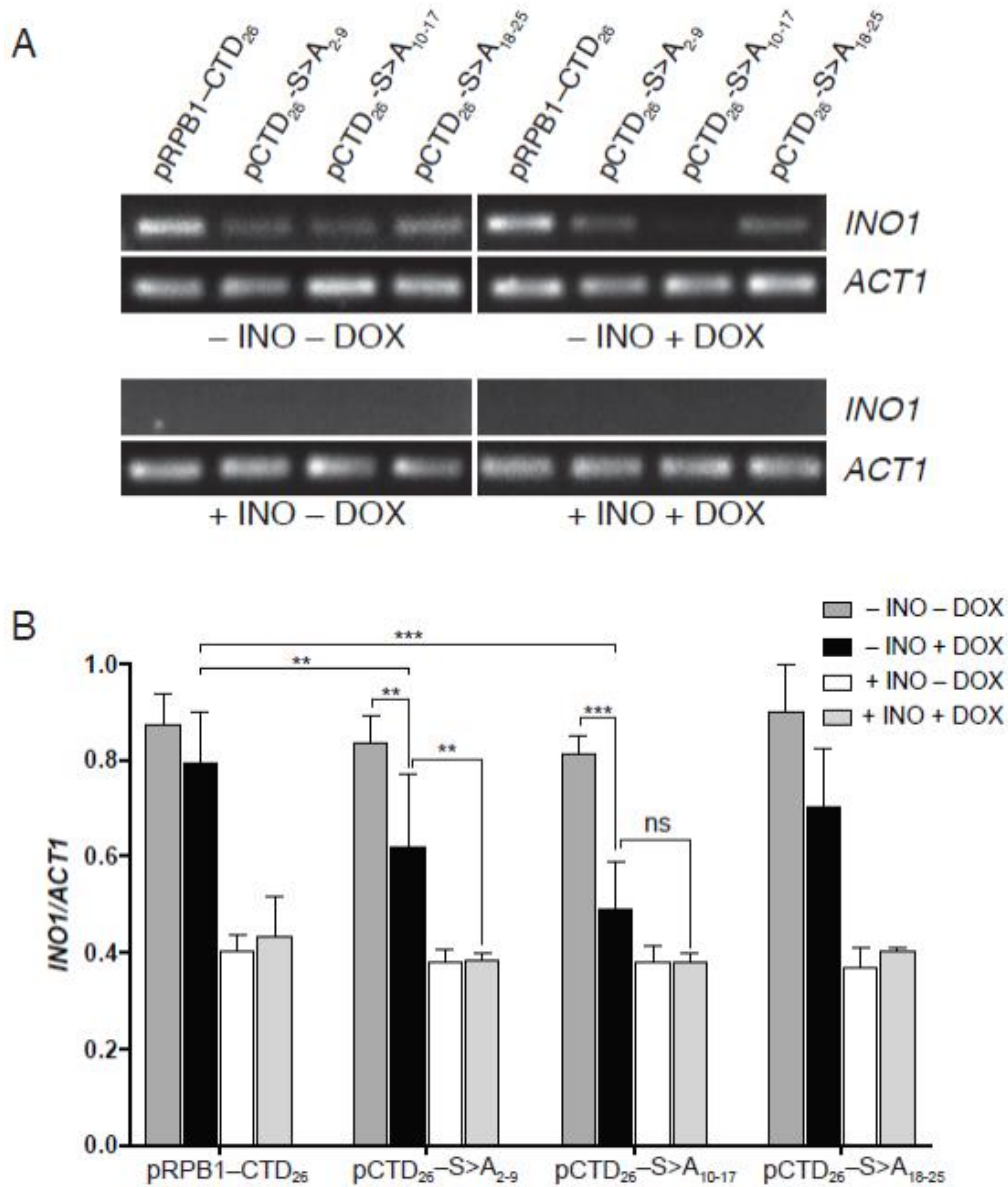 A
pRPB1–CTD₂₆ pCTD₂₆-S>A₂₋₉ pCTD₂₆-S>A₁₀₋₁₇ pCTD₂₆-S>A₁₈₋₂₅ pRPB1–CTD₂₆ pCTD₂₆-S>A₂₋₉ pCTD₂₆-S>A₁₀₋₁₇ pCTD₂₆-S>A₁₈₋₂₅
INO1
ACT1
– INO – DOX – INO + DOX
INO1
ACT1
+ INO – DOX + INO + DOX
B
– INO – DOX
– INO + DOX
+ INO – DOX
+ INO + DOX
***
**
** ***
**
ns
INO1/ACT1
1.0
0.8
0.6
0.4
0.2
0.0
pRPB1–CTD₂₆ pCTD₂₆–S>A₂₋₉ pCTD₂₆–S>A₁₀₋₁₇ pCTD₂₆–S>A₁₈₋₂₅